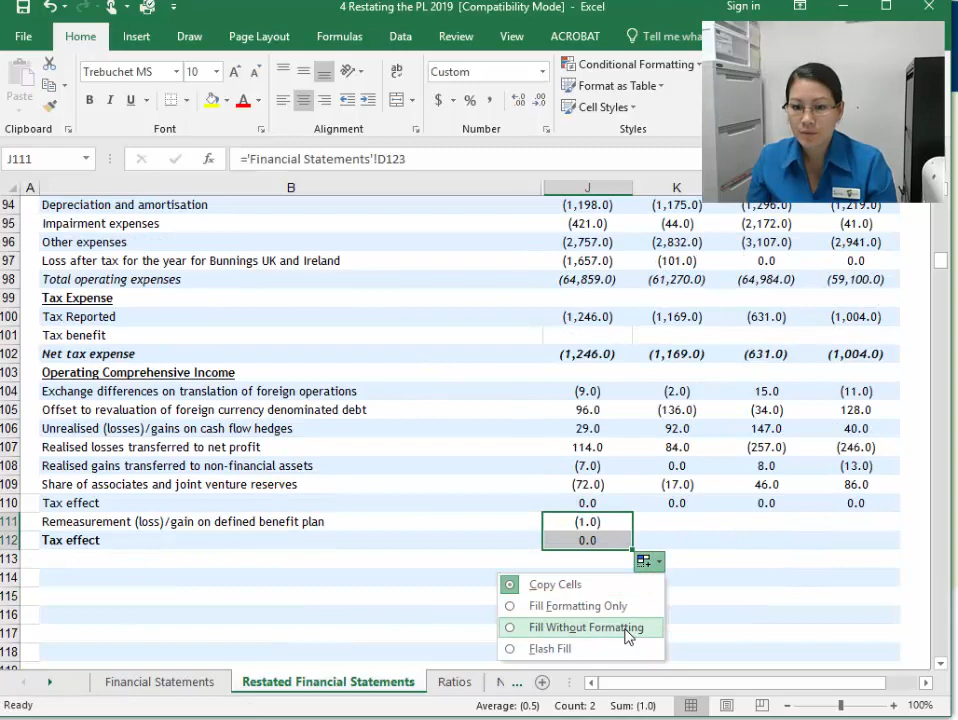 4 Restating the PL 2019 [Compatibility Mode] - Excel Sign in
File Home Insert Draw Page Layout Formulas Data Review View ACROBAT Tell me
Paste Trebuchet MS 10 A A ab Custom Conditional Formatting
B I U A $ % , Format as Table
Cell Styles
Clipboard Font Alignment Number Styles
J111 fx ='Financial Statements'!D123
A B J K
94 Depreciation and amortisation (1,198.0) (1,175.0) (1,296.0) (1,219.0)
95 Impairment expenses (421.0) (44.0) (2,172.0) (41.0)
96 Other expenses (2,757.0) (2,832.0) (3,107.0) (2,941.0)
97 Loss after tax for the year for Bunnings UK and Ireland (1,657.0) (101.0) 0.0 0.0
98 Total operating expenses (64,859.0) (61,270.0) (64,984.0) (59,100.0)
99 Tax Expense
100 Tax Reported (1,246.0) (1,169.0) (631.0) (1,004.0)
101 Tax benefit
102 Net tax expense (1,246.0) (1,169.0) (631.0) (1,004.0)
103 Operating Comprehensive Income
104 Exchange differences on translation of foreign operations (9.0) (2.0) 15.0 (11.0)
105 Offset to revaluation of foreign currency denominated debt 96.0 (136.0) (34.0) 128.0
106 Unrealised (losses)/gains on cash flow hedges 29.0 92.0 147.0 40.0
107 Realised losses transferred to net profit 114.0 84.0 (257.0) (246.0)
108 Realised gains transferred to non-financial assets (7.0) 0.0 8.0 (13.0)
109 Share of associates and joint venture reserves (72.0) (17.0) 46.0 86.0
110 Tax effect 0.0 0.0 0.0 0.0
111 Remeasurement (loss)/gain on defined benefit plan (1.0)
112 Tax effect 0.0
113
114 Copy Cells
115 Fill Formatting Only
116
117 Fill Without Formatting
118 Flash Fill
Financial Statements Restated Financial Statements Ratios N ...
Ready Average: (0.5) Count: 2 Sum: (1.0) 100%